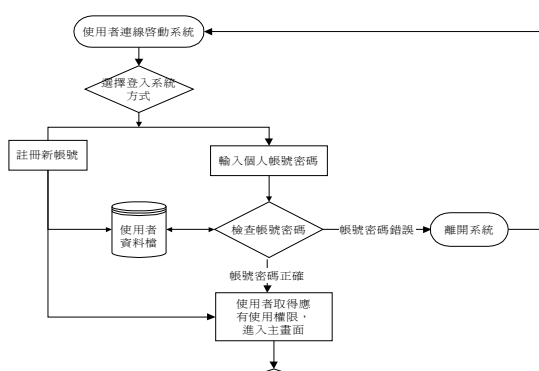 使用者連線啓動系統
選擇登入系統
方式
註冊新帳號
輸入個人帳號密碼
使用者
資料檔
檢查帳號密碼
帳號密碼錯誤
離開系統
帳號密碼正確
使用者取得應
有使用權限，
進入主畫面